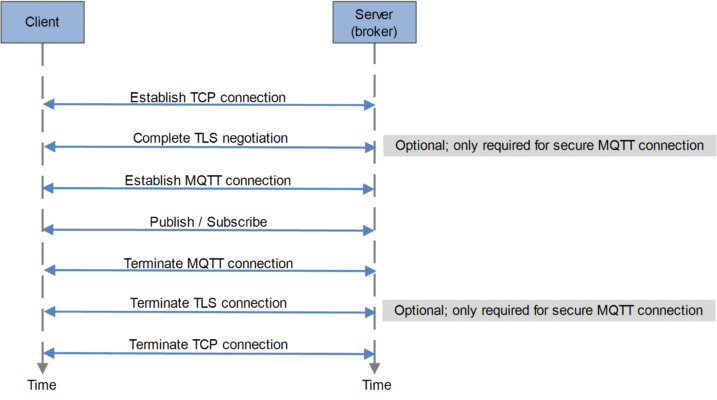 Client
Server
(broker)
Establish TCP connection
Complete TLS negotiation
Optional; only required for secure MQTT connection
Establish MQTT connection
Publish / Subscribe
Terminate MQTT connection
Terminate TLS connection
Optional; only required for secure MQTT connection
Terminate TCP connection
Time
Time